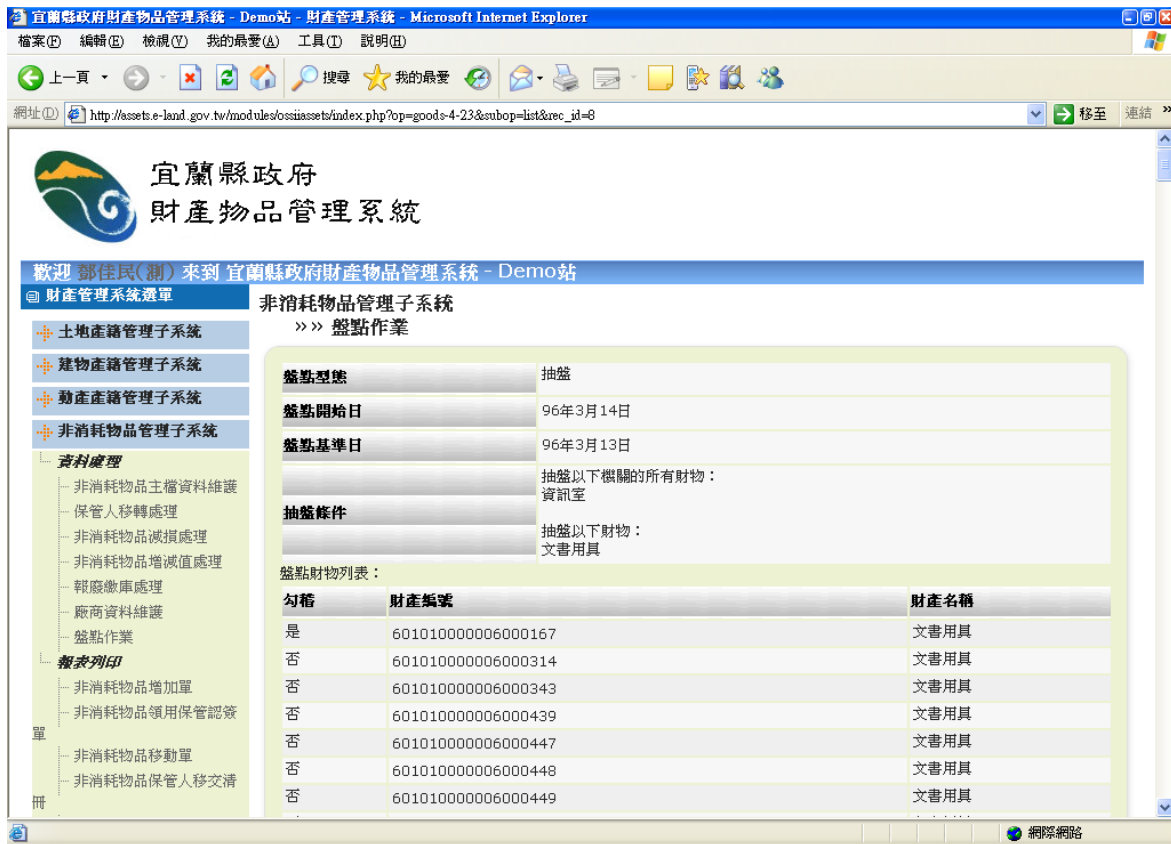 宜蘭縣政府財產物品管理系統 - Demo站 - 財產管理系統 - Microsoft Internet Explorer
檔案(F) 編輯(E) 檢視(V) 我的最愛(A) 工具(T) 說明(H)
上一頁 搜尋 我的最愛
網址(D) http://assets.e-land.gov.tw/modules/ossiiassets/index.php?op=goods-4-23&subop=list&rec_id=8 移至 連結 »
宜蘭縣政府
財產物品管理系統
歡迎 鄧佳民(測) 來到 宜蘭縣政府財產物品管理系統 - Demo站
財產管理系統選單
土地產籍管理子系統
建物產籍管理子系統
動產產籍管理子系統
非消耗物品管理子系統
資料處理
非消耗物品主檔資料維護
保管人移轉處理
非消耗物品減損處理
非消耗物品增減值處理
報廢繳庫處理
廠商資料維護
盤點作業
報表列印
非消耗物品增加單
非消耗物品領用保管認簽
單
非消耗物品移動單
非消耗物品保管人移交清
冊
非消耗物品管理子系統
»» 盤點作業
盤點型態 抽盤
盤點開始日 96年3月14日
盤點基準日 96年3月13日
抽盤條件
抽盤以下機關的所有財物：
資訊室
抽盤以下財物：
文書用具
盤點財物列表：
勾稽 財產編號 財產名稱
是 601010000006000167 文書用具
否 601010000006000314 文書用具
否 601010000006000343 文書用具
否 601010000006000439 文書用具
否 601010000006000447 文書用具
否 601010000006000448 文書用具
否 601010000006000449 文書用具
網際網路